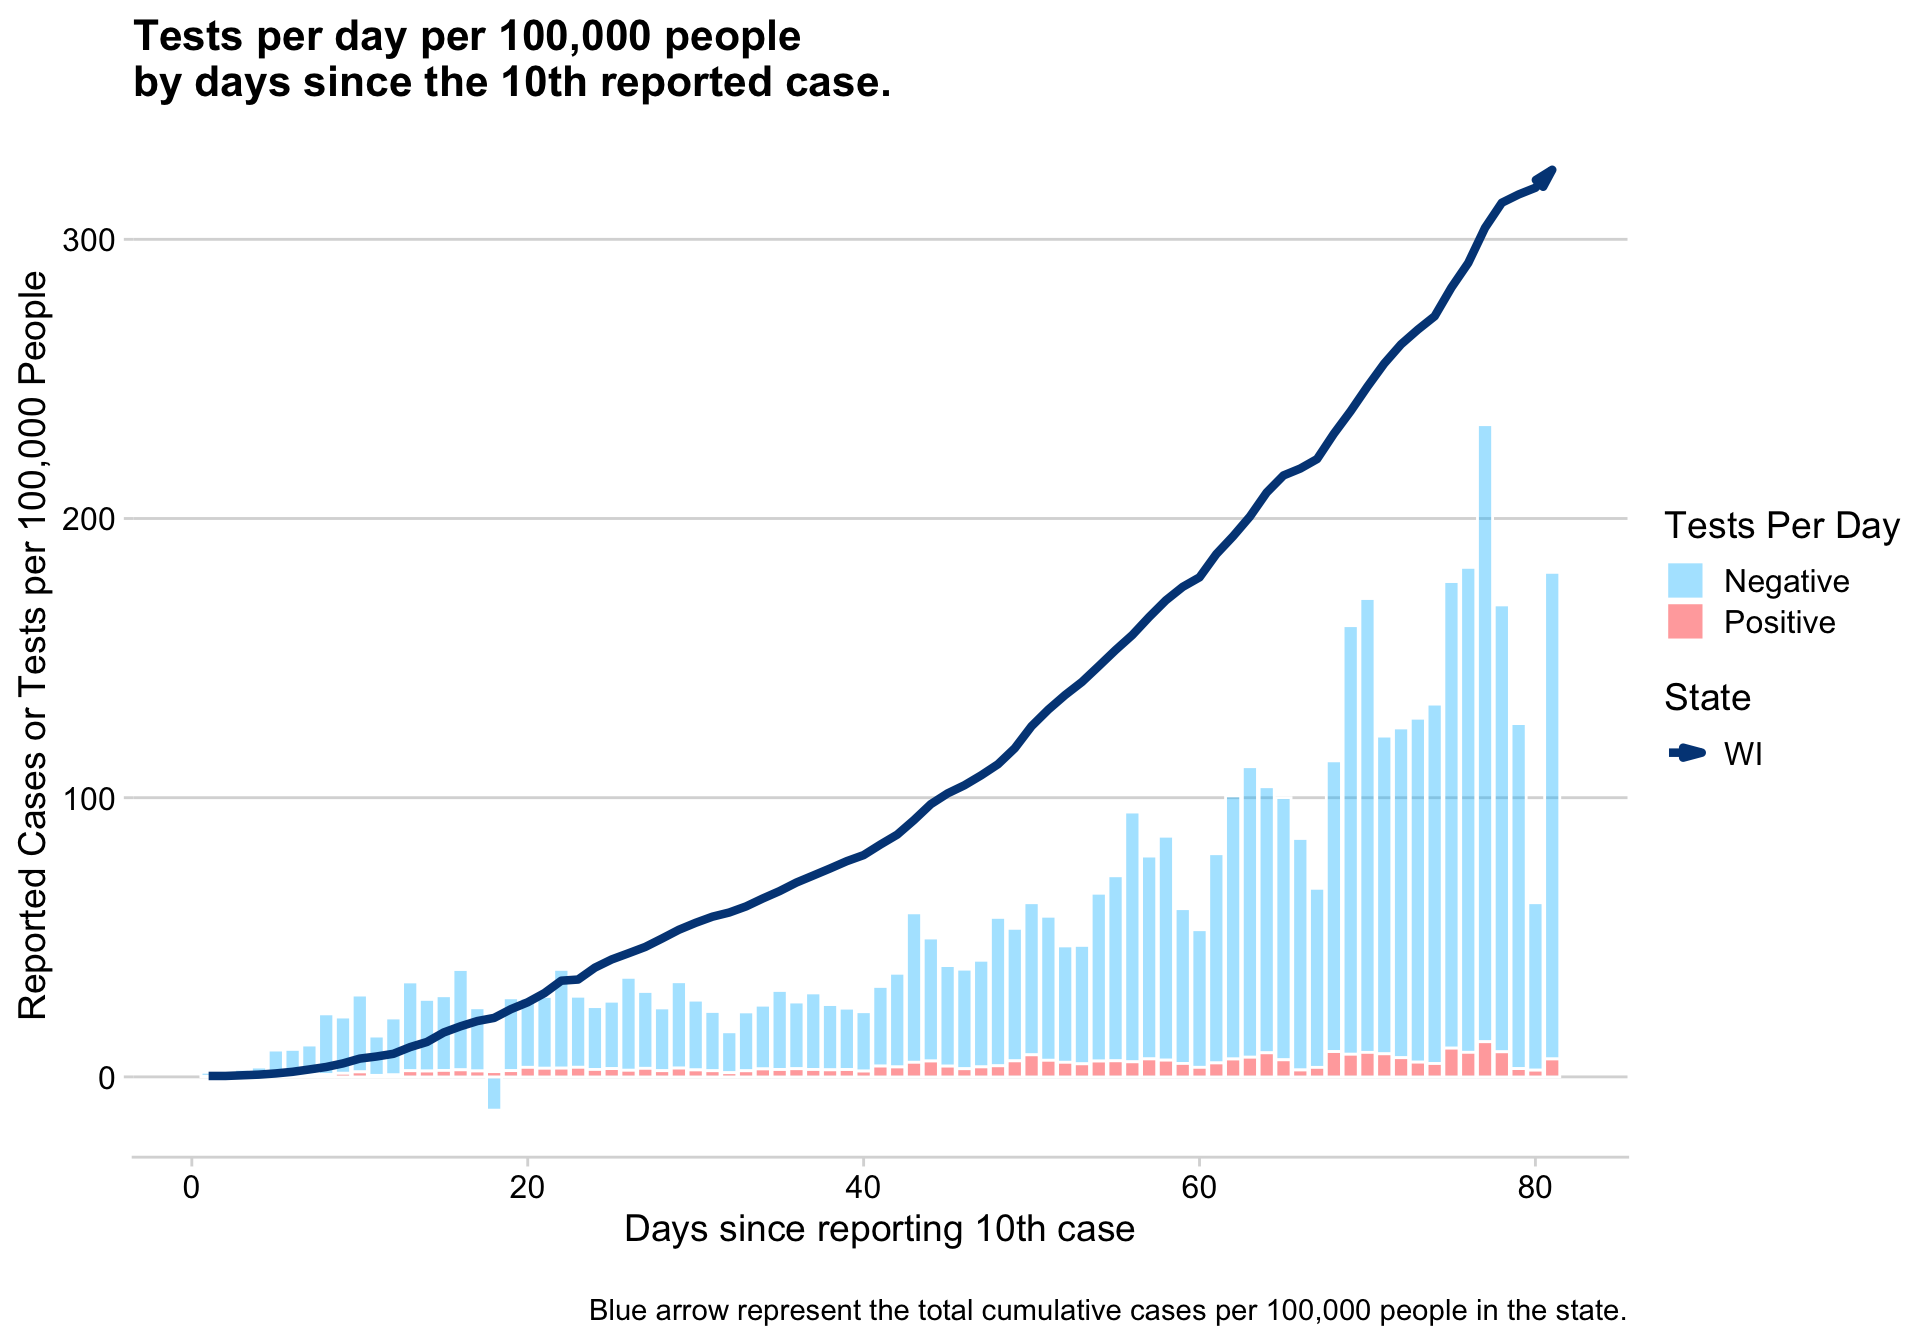 Tests per day per 100,000 people
by days since the 10th reported case.
Reported Cases or Tests per 100,000 People
300
200
100
0
0 20 40 60 80
Days since reporting 10th case
Tests Per Day
Negative
Positive
State
WI
Blue arrow represent the total cumulative cases per 100,000 people in the state.